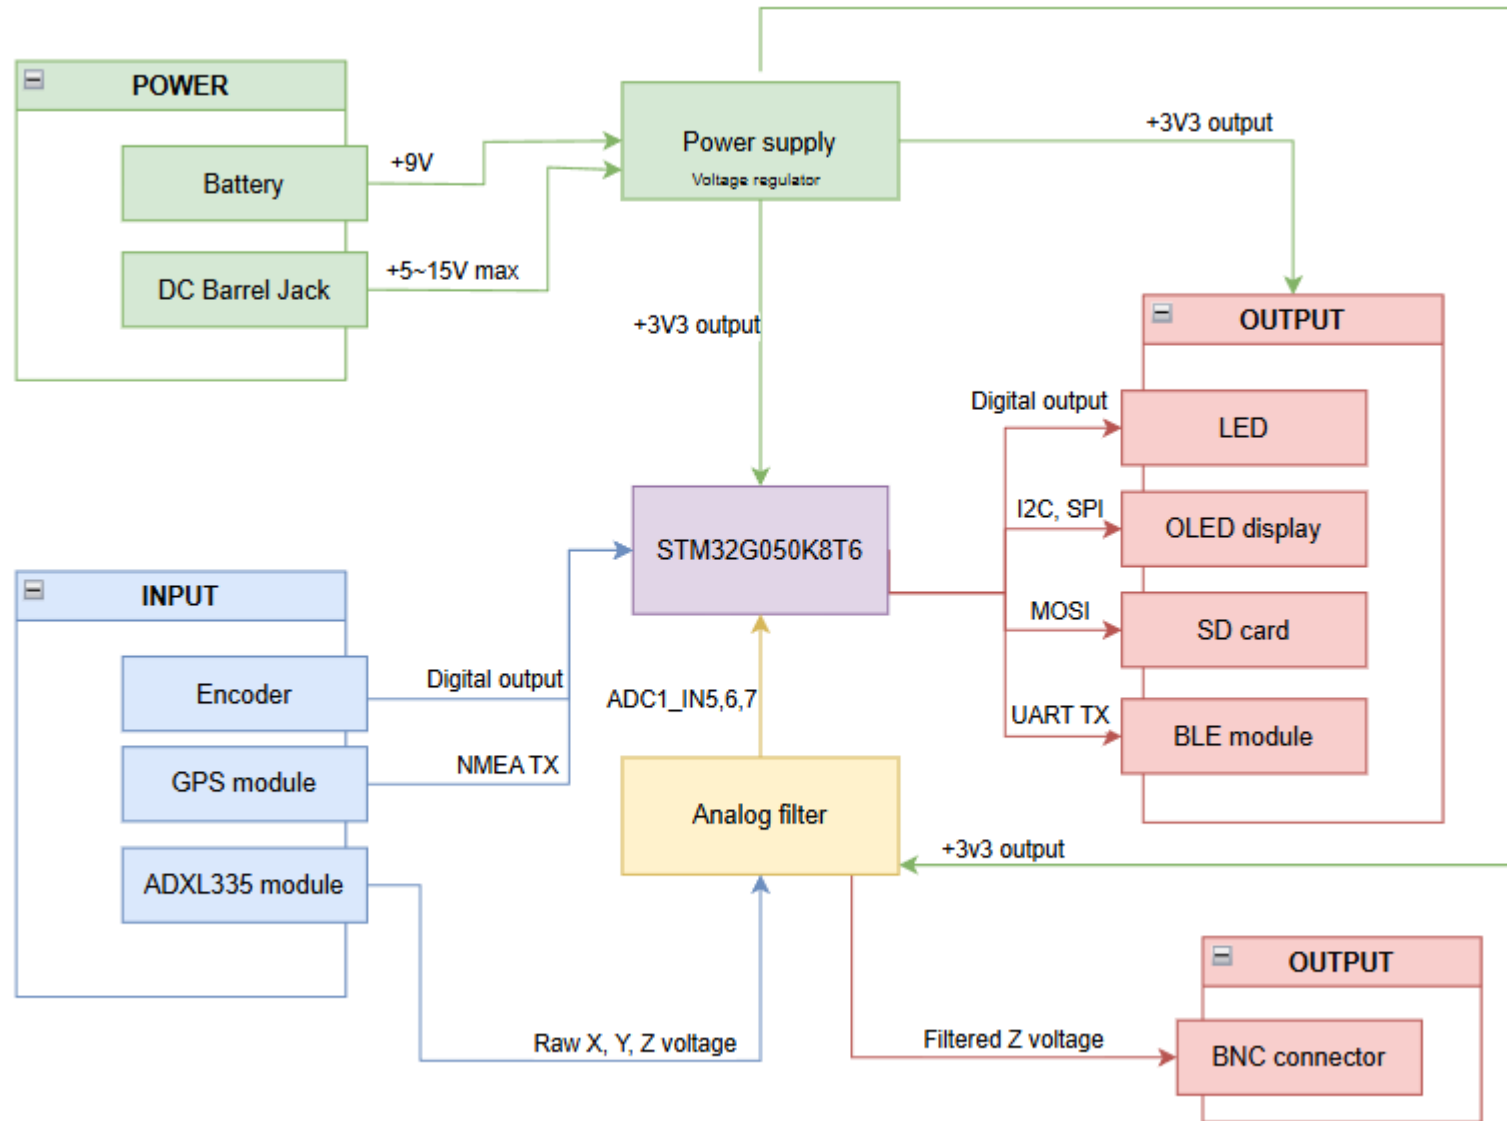 POWER
Battery
DC Barrel Jack
+9V
+5~15V max
Power supply
Voltage regulator
+3V3 output
+3V3 output
OUTPUT
LED
OLED display
SD card
BLE module
Digital output
I2C, SPI
MOSI
UART TX
STM32G050K8T6
INPUT
Encoder
GPS module
ADXL335 module
Digital output
NMEA TX
ADC1_IN5,6,7
Analog filter
+3v3 output
Raw X, Y, Z voltage
Filtered Z voltage
OUTPUT
BNC connector